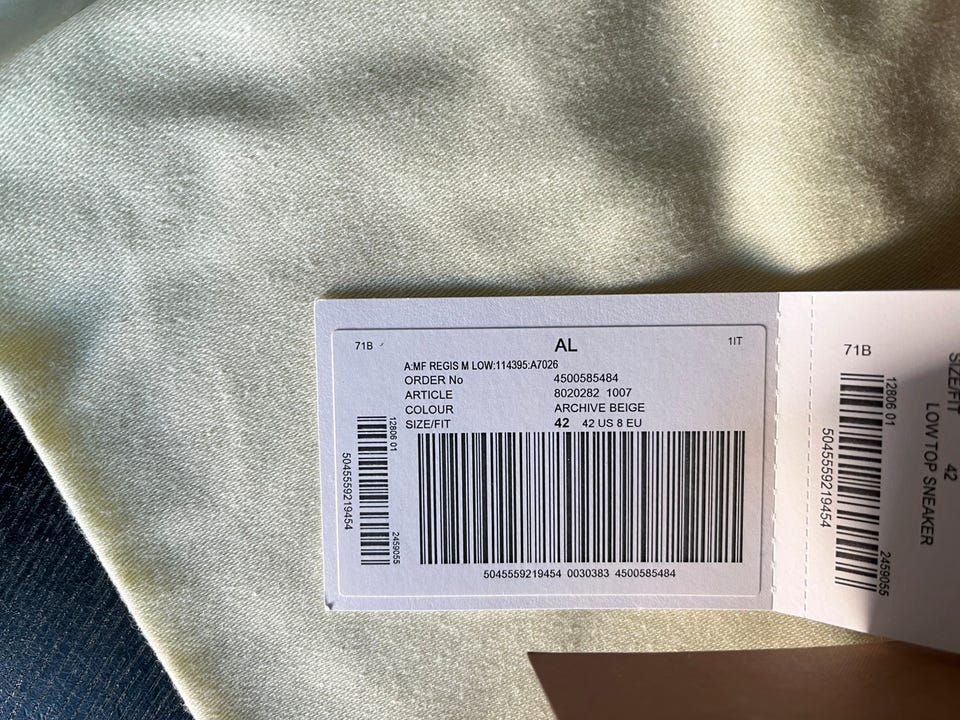 71B
AL
1IT
A:MF REGIS M LOW:114395:A7026
ORDER No 4500585484
ARTICLE 8020282 1007
COLOUR ARCHIVE BEIGE
SIZE/FIT 42 42 US 8 EU
12806 01
2459055
5045559219454
5045559219454 0030383 4500585484
71B
12806 01
2459055
5045559219454
SIZE/FIT 42
LOW TOP SNEAKER